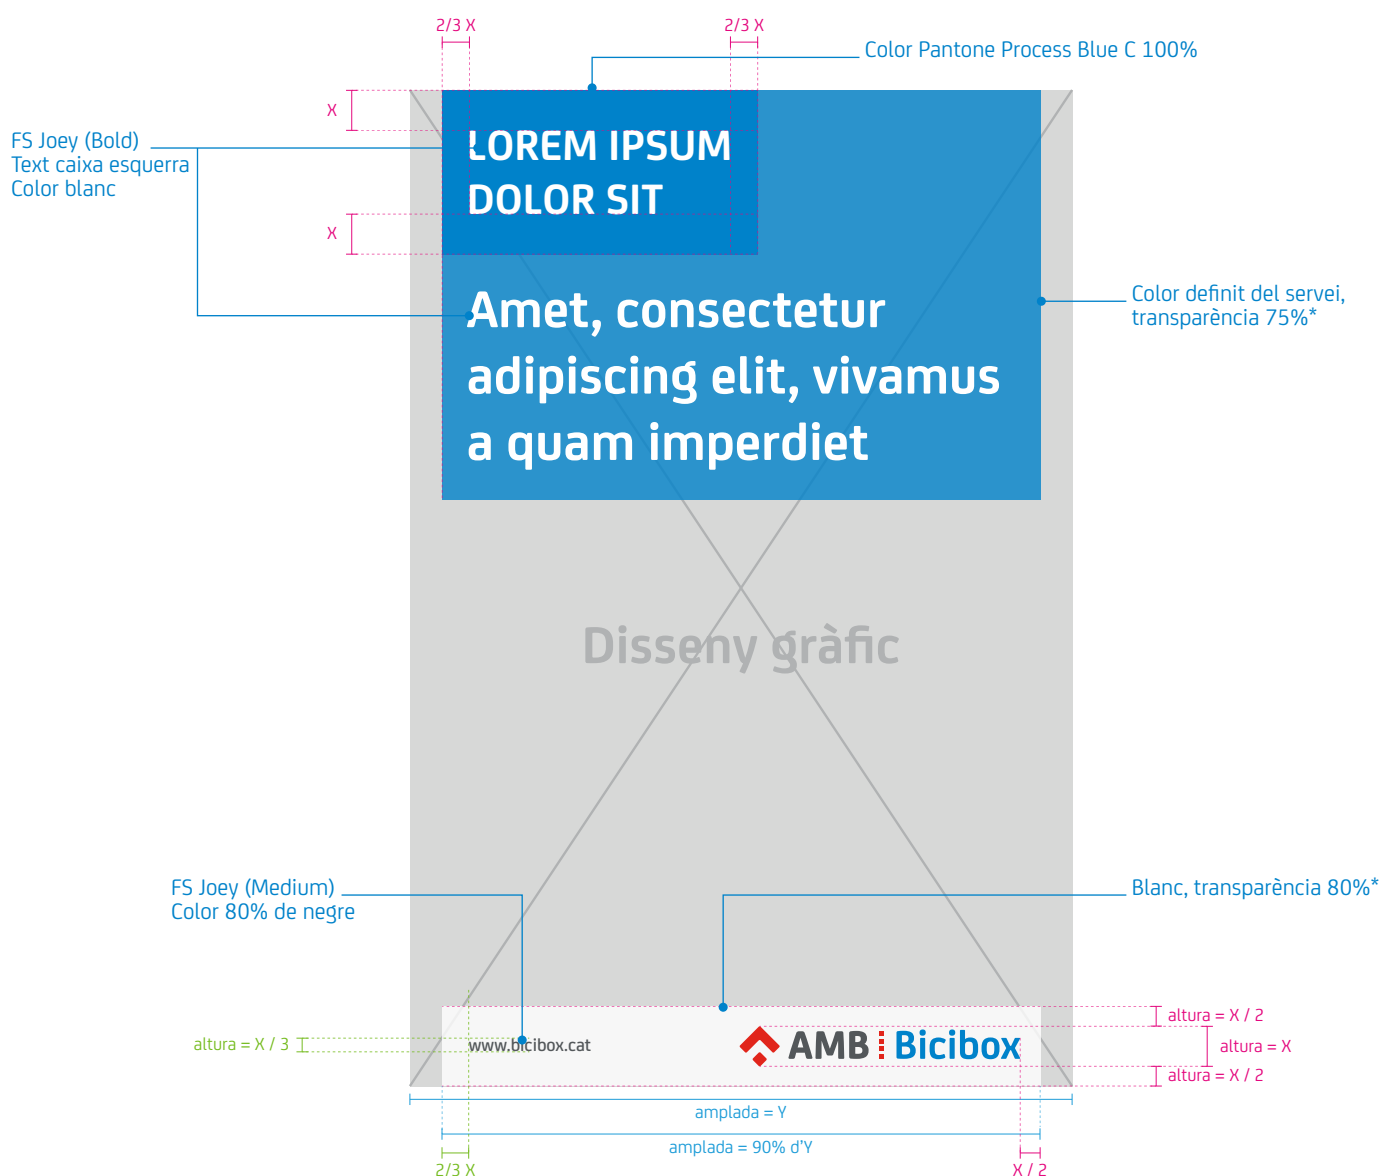 2/3 X
2/3 X
Color Pantone Process Blue C 100%
X
FS Joey (Bold)
Text caixa esquerra
Color blanc
LOREM IPSUM
DOLOR SIT
X
Amet, consectetur
adipiscing elit, vivamus
a quam imperdiet
Color definit del servei,
transparència 75%*
Disseny gràfic
FS Joey (Medium)
Color 80% de negre
Blanc, transparència 80%*
altura = X / 3
www.bicibox.cat
AMB Bicibox
altura = X / 2
altura = X
altura = X / 2
amplada = Y
amplada = 90% d'Y
2/3 X
X / 2